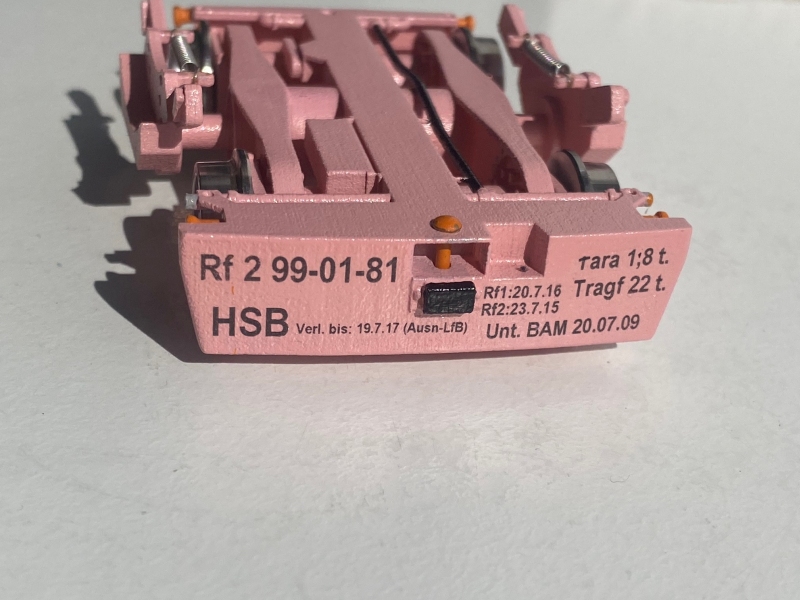 Rf 2 99-01-81
HSB Verl. bis: 19.7.17 (Ausn-LfB)
Rf1:20.7.16
Rf2:23.7.15
Tara 1;8 t.
Tragf 22 t.
Unt. BAM 20.07.09